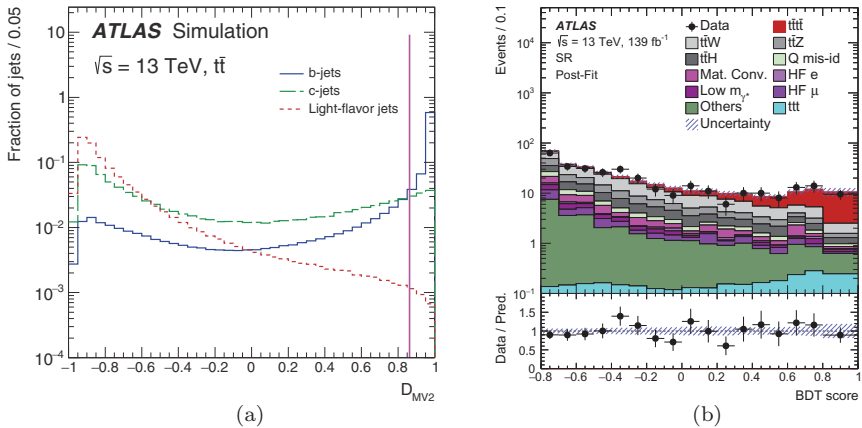 Fraction of jets / 0.05
ATLAS Simulation
√s = 13 TeV, tt̄
b-jets
c-jets
Light-flavor jets
10
1
10⁻¹
10⁻²
10⁻³
10⁻⁴
−1 −0.8 −0.6 −0.4 −0.2 0 0.2 0.4 0.6 0.8 1
D_MV2
(a)
Events / 0.1
ATLAS
√s = 13 TeV, 139 fb⁻¹
SR
Post-Fit
Data
tt̄tt̄
tt̄W
tt̄Z
tt̄H
Q mis-id
Mat. Conv.
HF e
Low m_γ*
HF μ
Others
ttt
Uncertainty
10⁵
10⁴
10³
10²
10
1
10⁻¹
Data / Pred.
1.5
1
0.5
0
−0.8 −0.6 −0.4 −0.2 0 0.2 0.4 0.6 0.8 1
BDT score
(b)